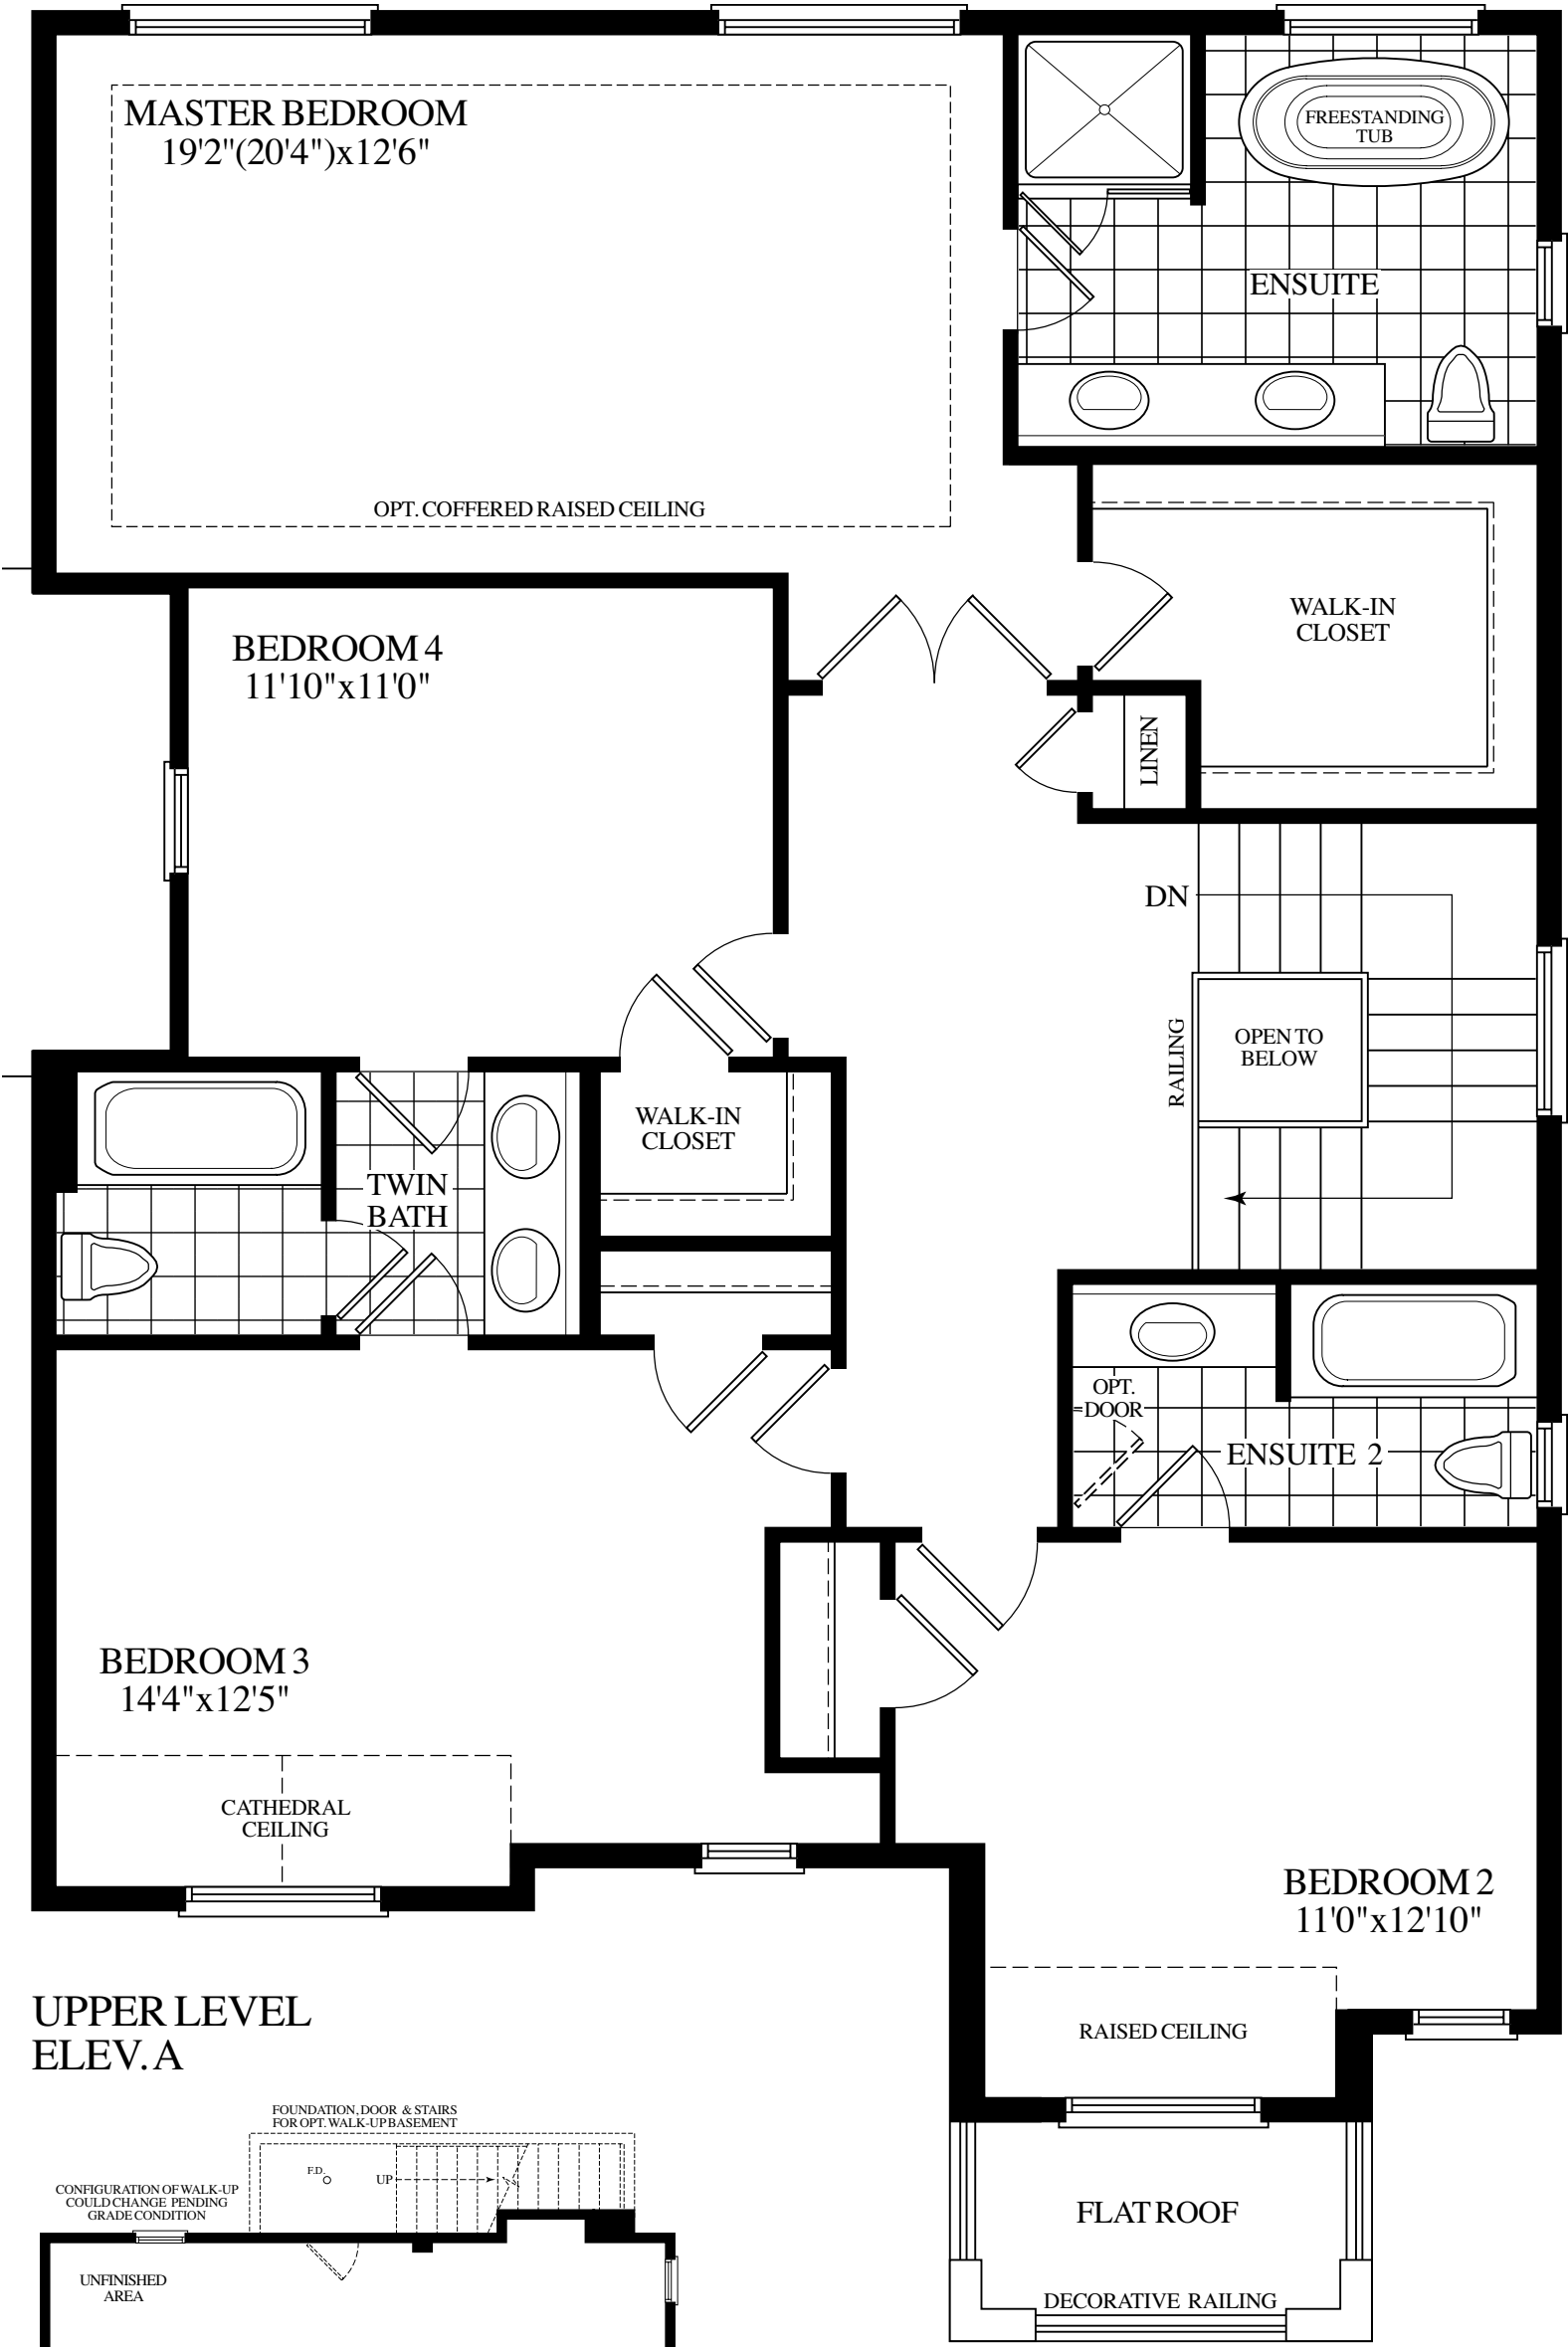 MASTER BEDROOM
19'2"(20'4")x12'6"
FREESTANDING
TUB
ENSUITE
OPT. COFFERED RAISED CEILING
WALK-IN
CLOSET
BEDROOM 4
11'10"x11'0"
LINEN
DN
RAILING
OPEN TO
BELOW
WALK-IN
CLOSET
TWIN
BATH
OPT.
DOOR
ENSUITE 2
BEDROOM 3
14'4"x12'5"
CATHEDRAL
CEILING
BEDROOM 2
11'0"x12'10"
RAISED CEILING
UPPER LEVEL
ELEV. A
FOUNDATION, DOOR & STAIRS
FOR OPT. WALK-UP BASEMENT
F.D.
UP
CONFIGURATION OF WALK-UP
COULD CHANGE PENDING
GRADE CONDITION
UNFINISHED
AREA
FLAT ROOF
DECORATIVE RAILING